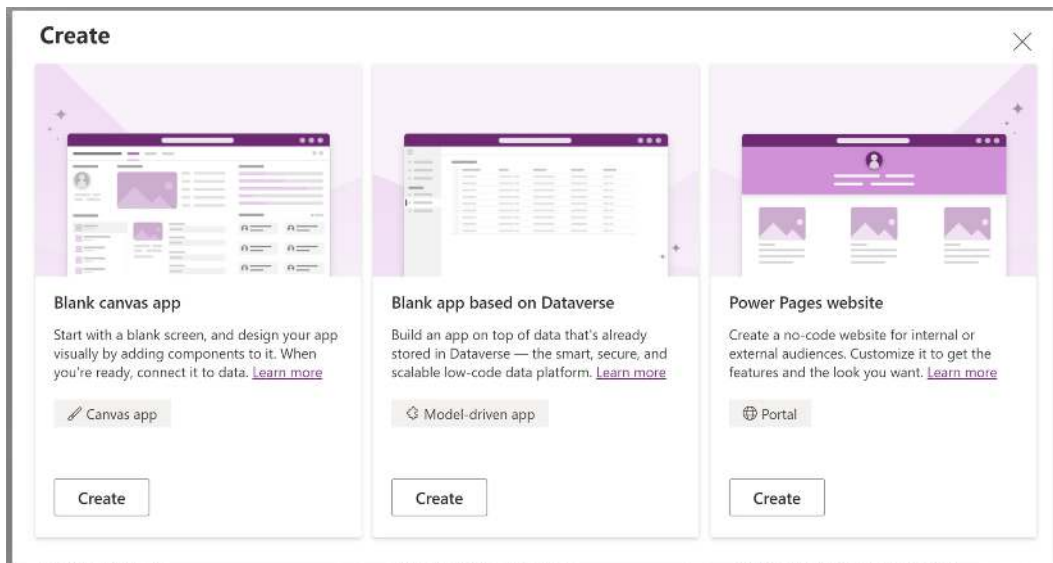 Create
Blank canvas app
Start with a blank screen, and design your app
visually by adding components to it. When
you're ready, connect it to data. Learn more
Canvas app
Create
Blank app based on Dataverse
Build an app on top of data that's already
stored in Dataverse — the smart, secure, and
scalable low-code data platform. Learn more
Model-driven app
Create
Power Pages website
Create a no-code website for internal or
external audiences. Customize it to get the
features and the look you want. Learn more
Portal
Create